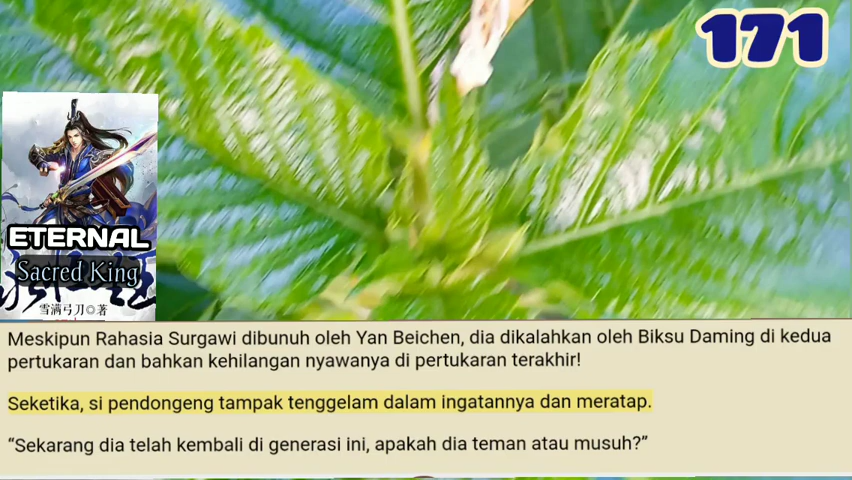 171
ETERNAL
Sacred King
雪满弓刀◎著
Meskipun Rahasia Surgawi dibunuh oleh Yan Beichen, dia dikalahkan oleh Biksu Daming di kedua
pertukaran dan bahkan kehilangan nyawanya di pertukaran terakhir!
Seketika, si pendongeng tampak tenggelam dalam ingatannya dan meratap.
“Sekarang dia telah kembali di generasi ini, apakah dia teman atau musuh?”